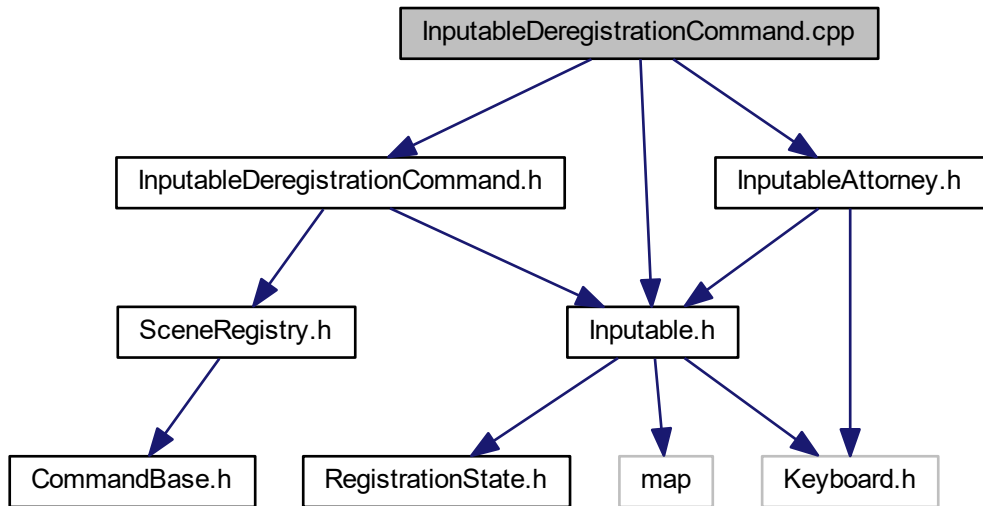 InputableDeregistrationCommand.cpp
InputableDeregistrationCommand.h
InputableAttorney.h
SceneRegistry.h
Inputable.h
CommandBase.h
RegistrationState.h
map
Keyboard.h